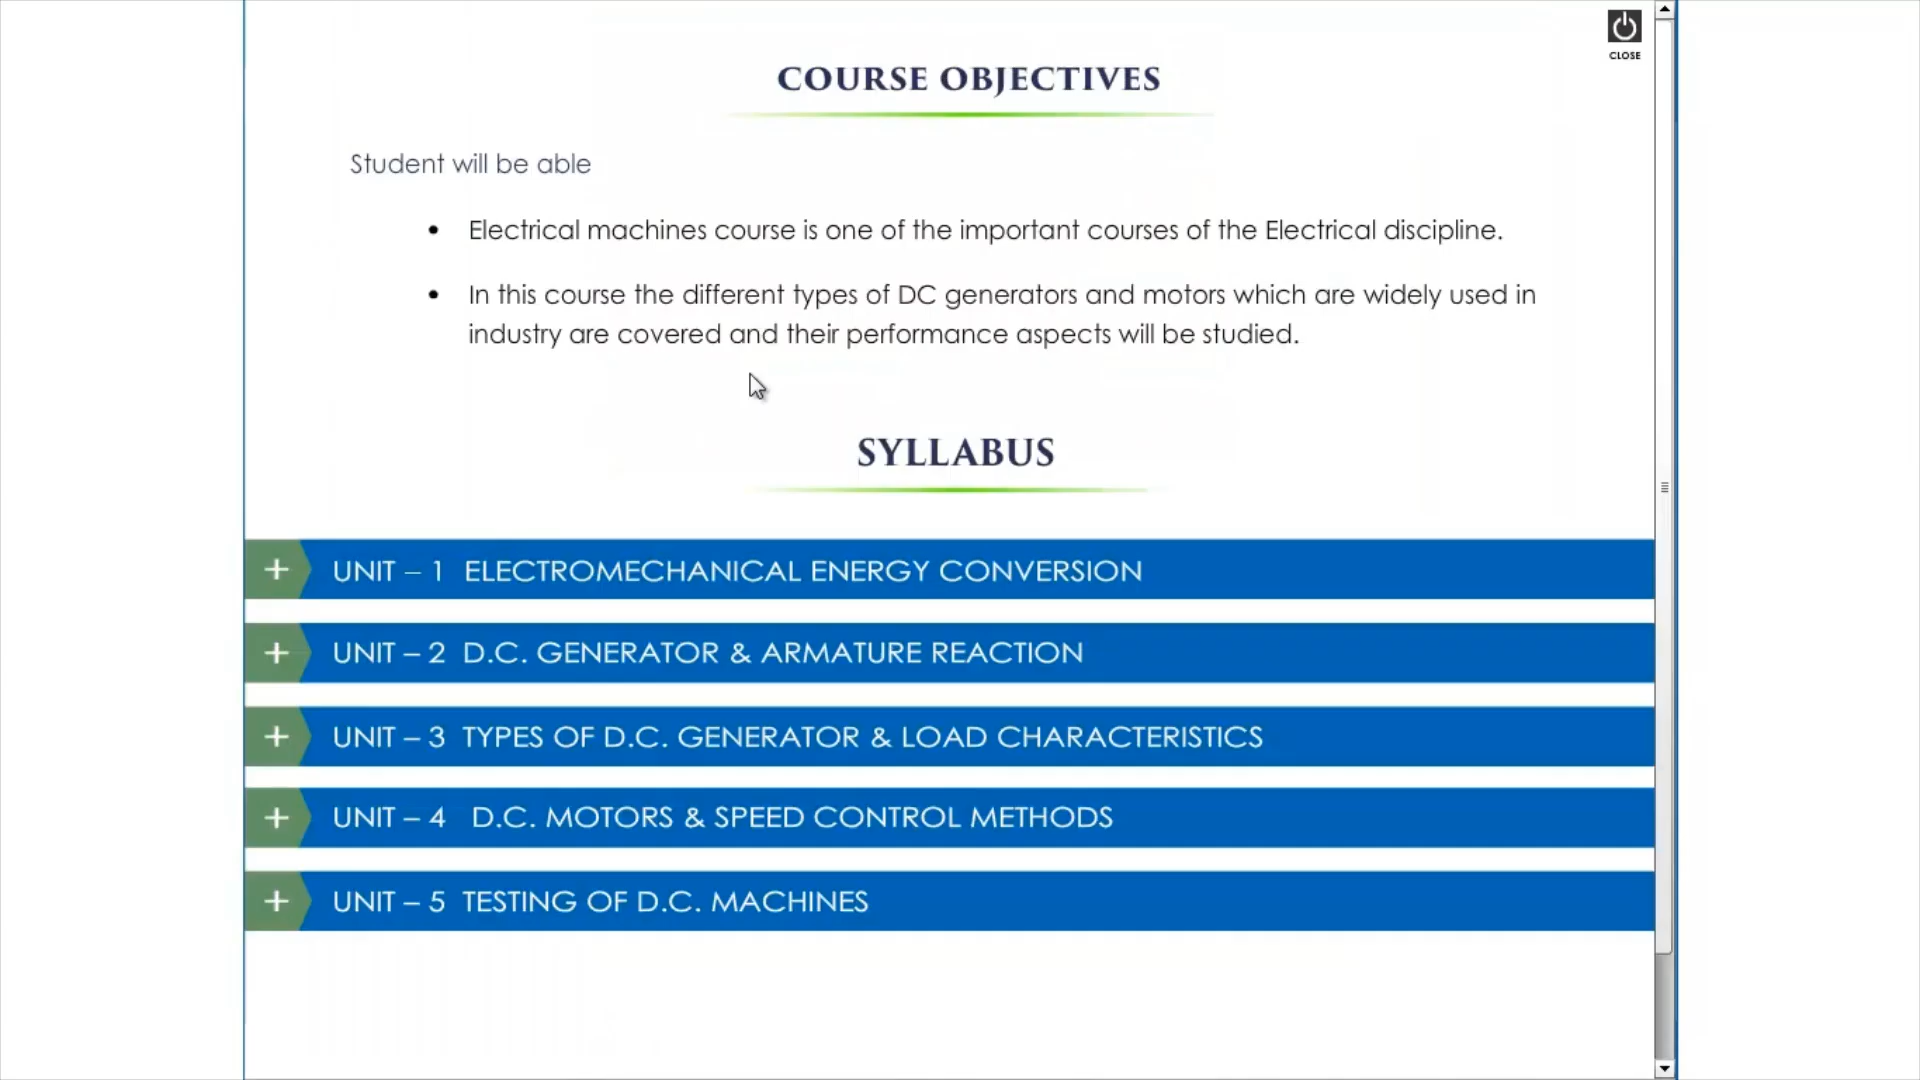 CLOSE
COURSE OBJECTIVES
Student will be able
• Electrical machines course is one of the important courses of the Electrical discipline.
• In this course the different types of DC generators and motors which are widely used in
industry are covered and their performance aspects will be studied.
SYLLABUS
+ UNIT – 1 ELECTROMECHANICAL ENERGY CONVERSION
+ UNIT – 2 D.C. GENERATOR & ARMATURE REACTION
+ UNIT – 3 TYPES OF D.C. GENERATOR & LOAD CHARACTERISTICS
+ UNIT – 4 D.C. MOTORS & SPEED CONTROL METHODS
+ UNIT – 5 TESTING OF D.C. MACHINES